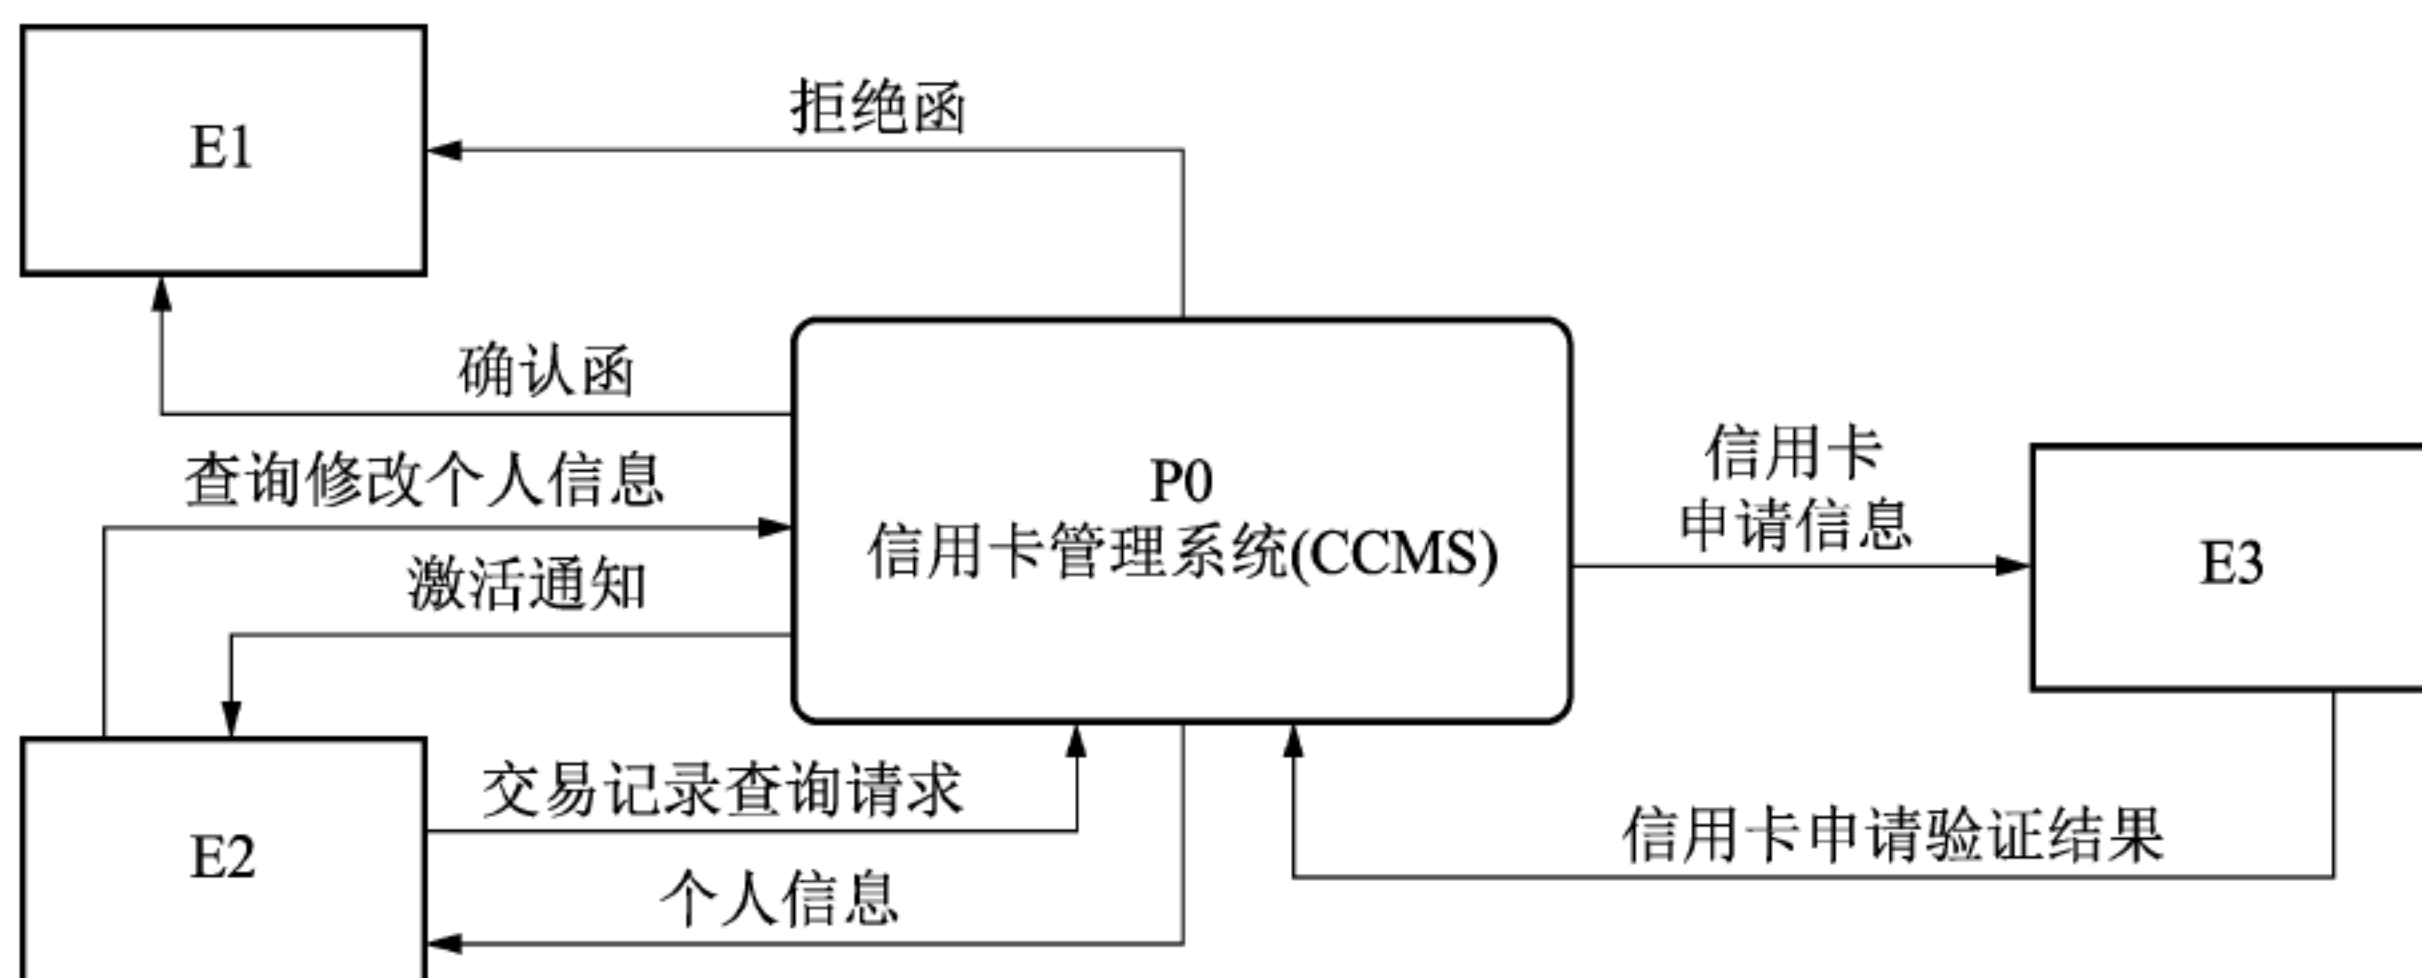 E1
拒绝函
确认函
查询修改个人信息
激活通知
P0
信用卡管理系统(CCMS)
信用卡
申请信息
E3
E2
交易记录查询请求
个人信息
信用卡申请验证结果